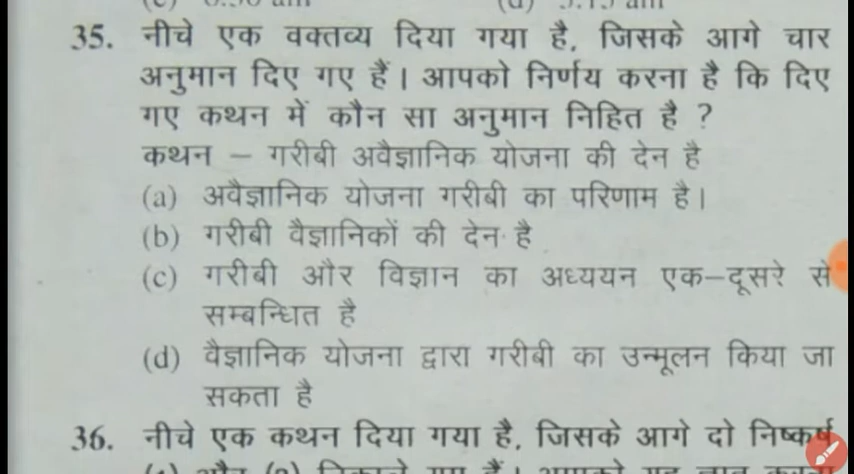 35. नीचे एक वक्तव्य दिया गया है, जिसके आगे चार
अनुमान दिए गए हैं। आपको निर्णय करना है कि दिए
गए कथन में कौन सा अनुमान निहित है ?
कथन – गरीबी अवैज्ञानिक योजना की देन है
(a) अवैज्ञानिक योजना गरीबी का परिणाम है।
(b) गरीबी वैज्ञानिकों की देन है
(c) गरीबी और विज्ञान का अध्ययन एक–दूसरे से
सम्बन्धित है
(d) वैज्ञानिक योजना द्वारा गरीबी का उन्मूलन किया जा
सकता है
36. नीचे एक कथन दिया गया है, जिसके आगे दो निष्कर्ष